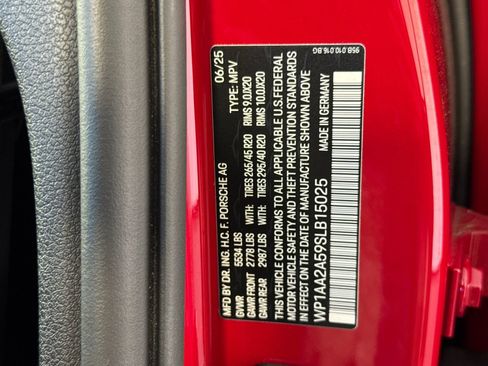 95B.010.016.BG
06/25
TYPE: MPV
MFD BY DR. ING. H.C. F. PORSCHE AG
GVWR 5534 LBS
GAWR FRONT 2778 LBS WITH: TIRES 265/45 R20 RIMS 9.0JX20
GAWR REAR 2987 LBS WITH: TIRES 295/40 R20 RIMS 10.0JX20
THIS VEHICLE CONFORMS TO ALL APPLICABLE U.S. FEDERAL
MOTOR VEHICLE SAFETY AND THEFT PREVENTION STANDARDS
IN EFFECT ON THE DATE OF MANUFACTURE SHOWN ABOVE
WP1AA2A59SLB15025 MADE IN GERMANY